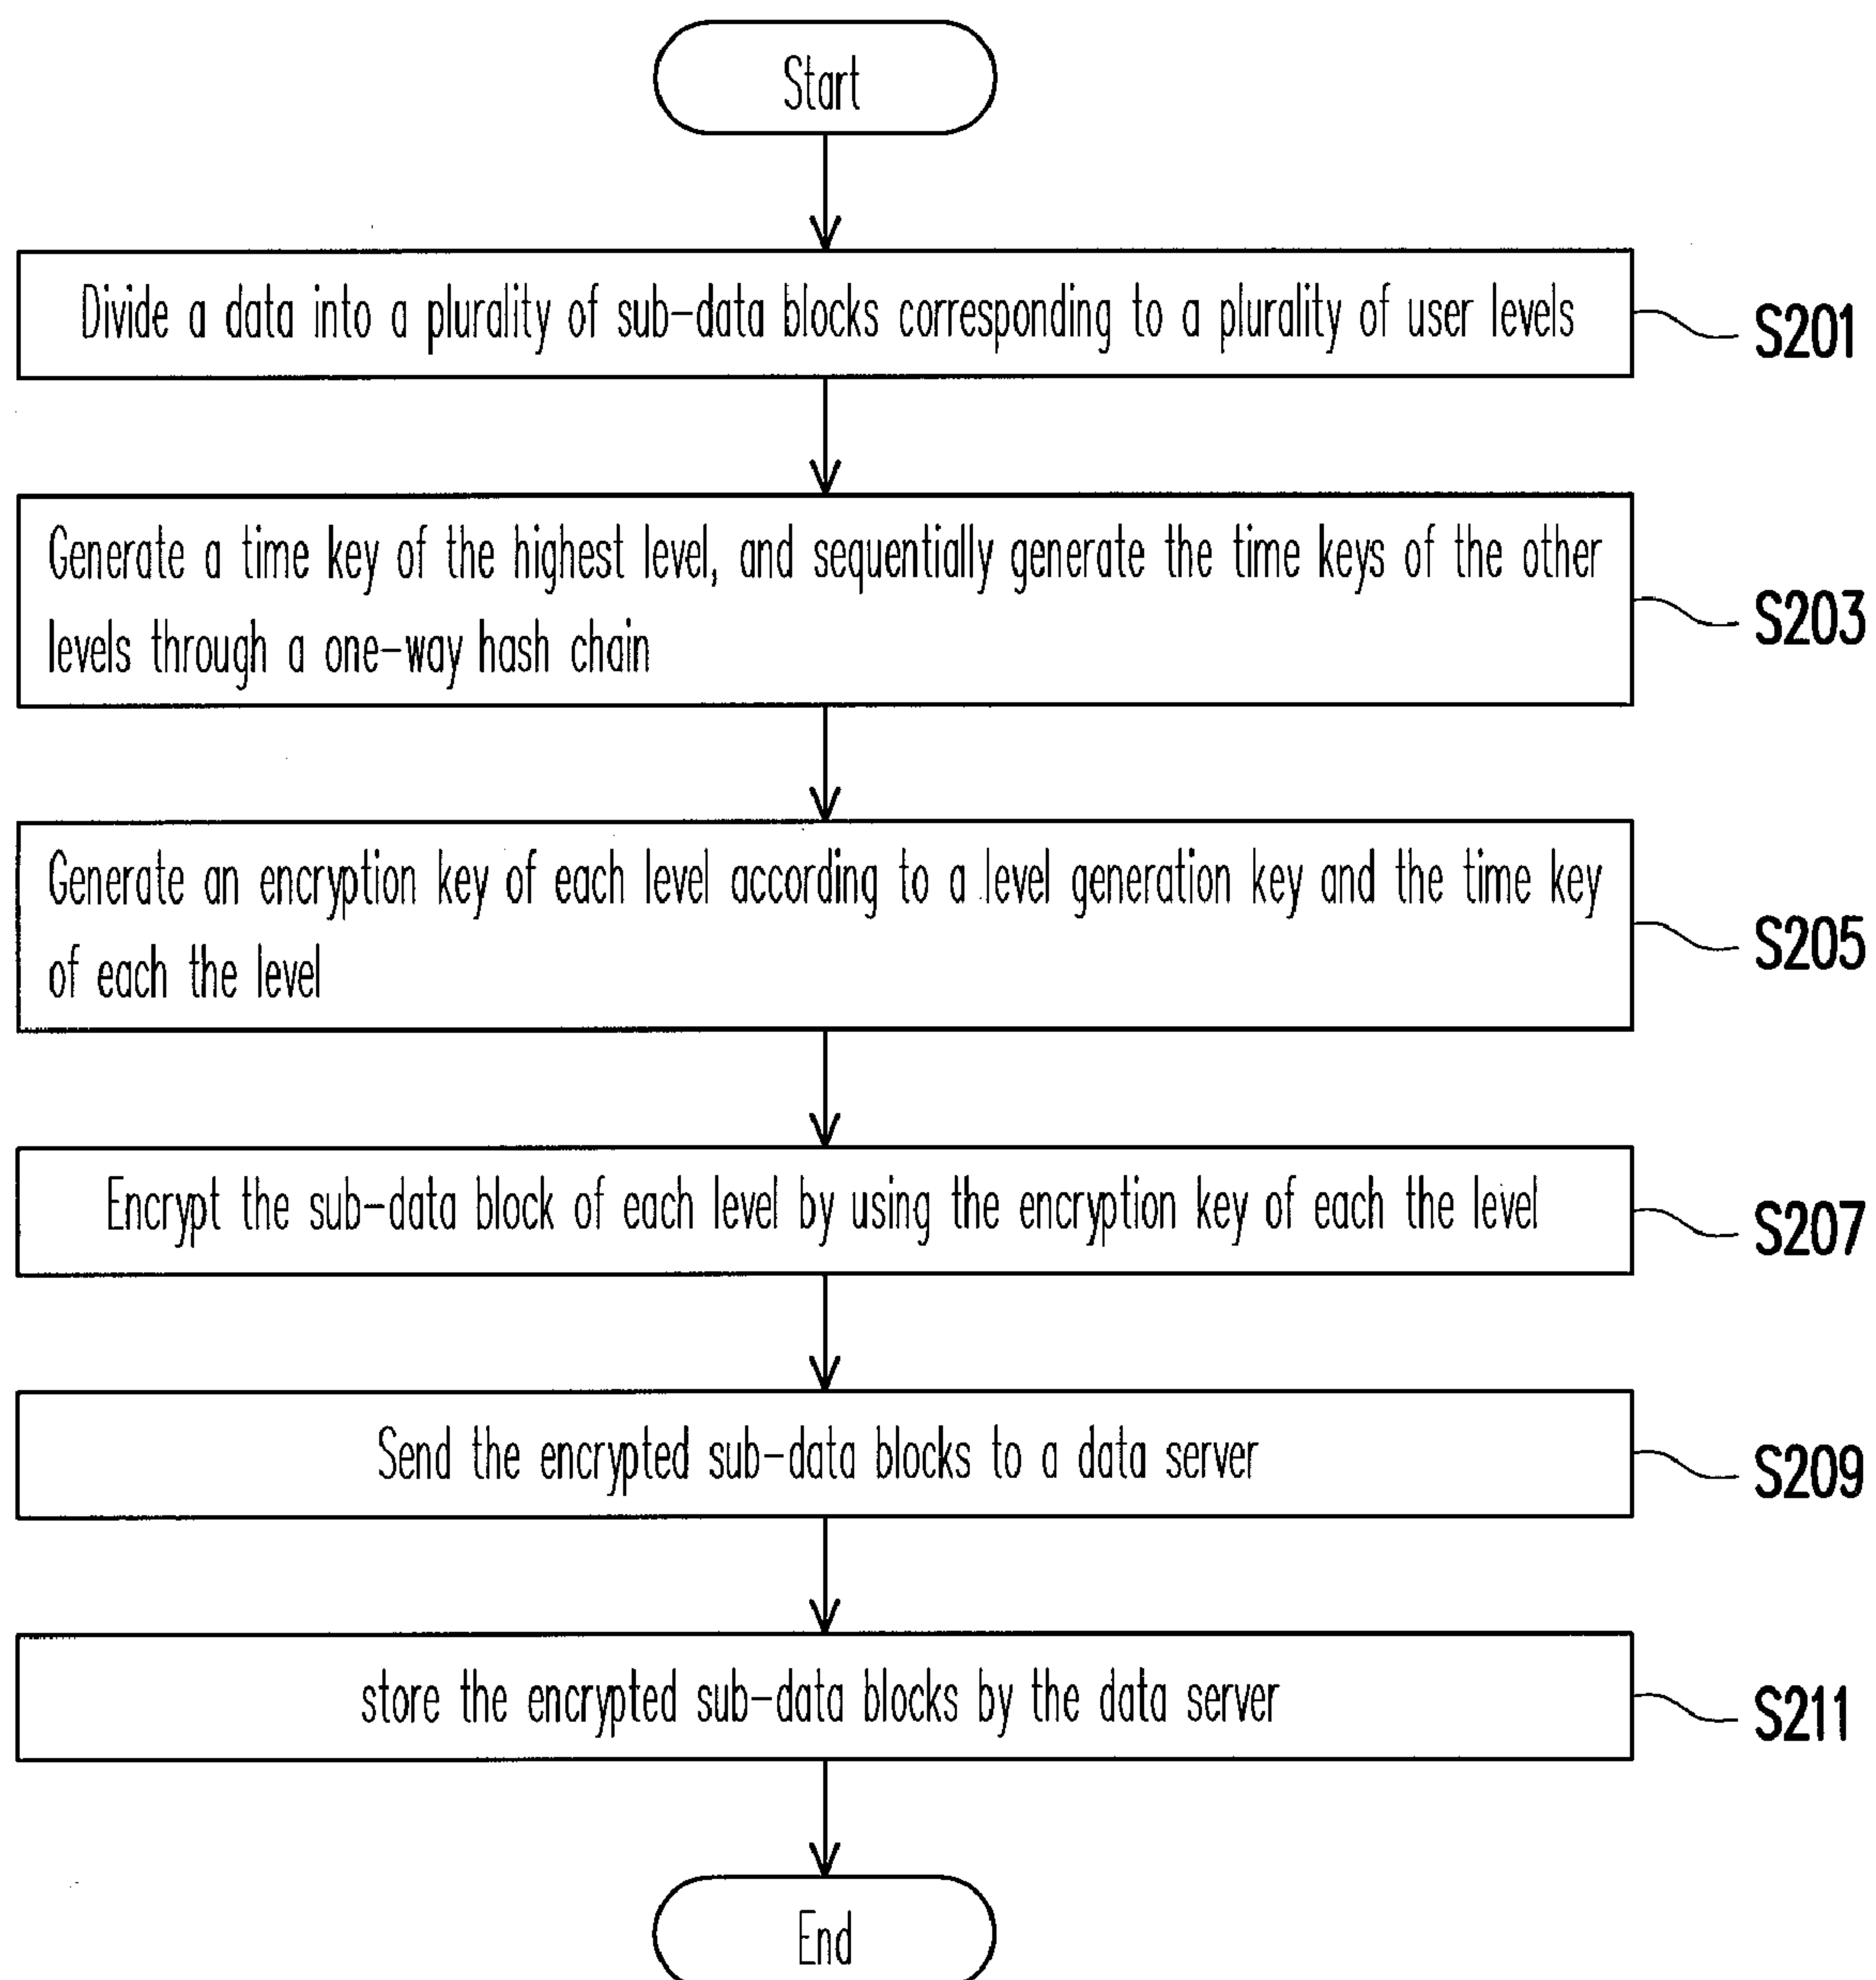 Start
Divide a data into a plurality of sub-data blocks corresponding to a plurality of user levels
S201
Generate a time key of the highest level, and sequentially generate the time keys of the other
levels through a one-way hash chain
S203
Generate an encryption key of each level according to a level generation key and the time key
of each the level
S205
Encrypt the sub-data block of each level by using the encryption key of each the level
S207
Send the encrypted sub-data blocks to a data server
S209
store the encrypted sub-data blocks by the data server
S211
End